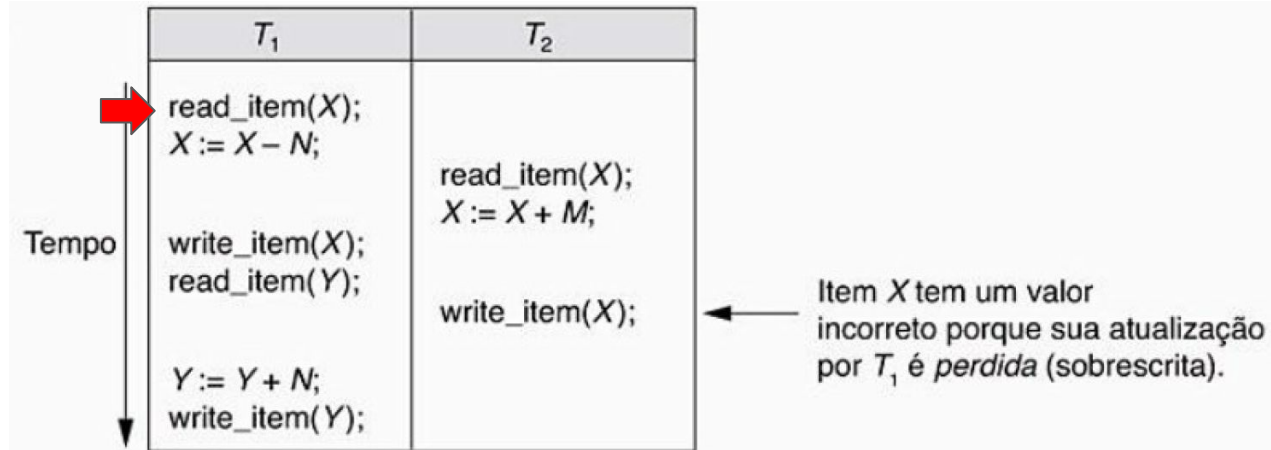 T₁ T₂
read_item(X);
X := X – N;
read_item(X);
X := X + M;
Tempo
write_item(X);
read_item(Y);
write_item(X);
Item X tem um valor
incorreto porque sua atualização
por T₁ é perdida (sobrescrita).
Y := Y + N;
write_item(Y);